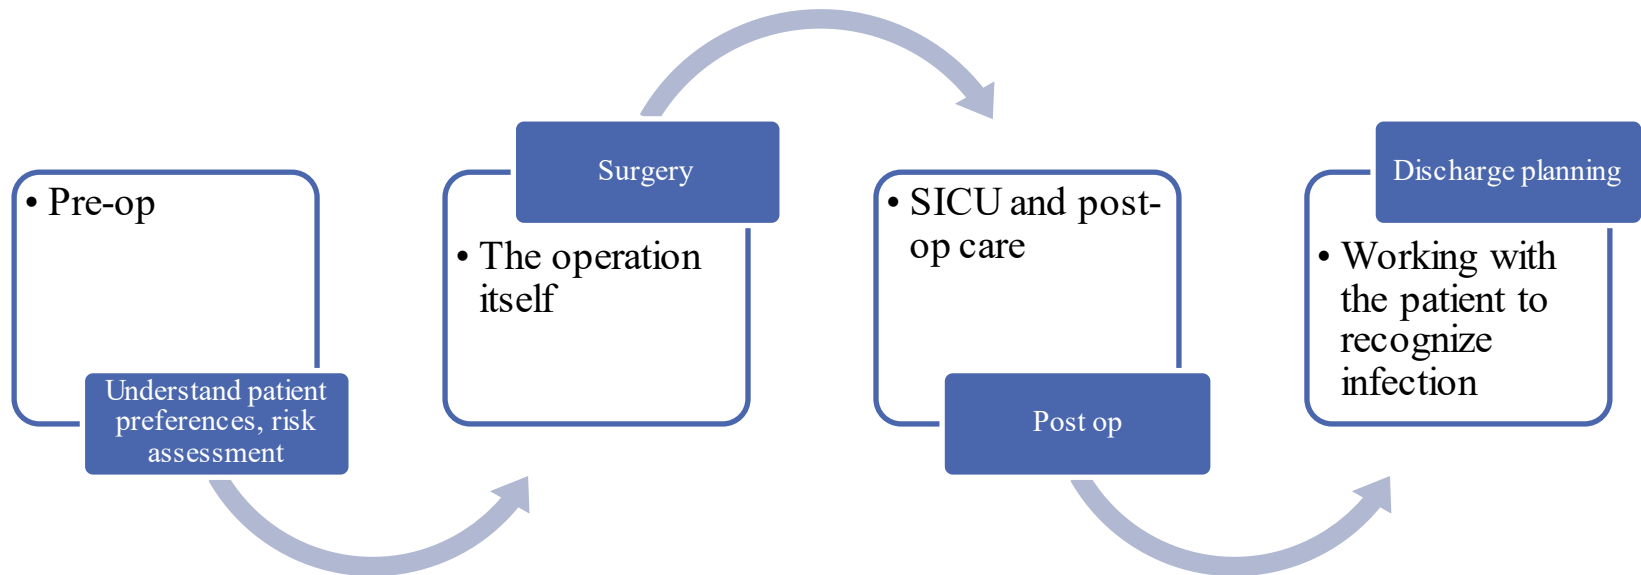 • Pre-op
Understand patient
preferences, risk
assessment
Surgery
• The operation
itself
• SICU and post-
op care
Post op
Discharge planning
• Working with
the patient to
recognize
infection